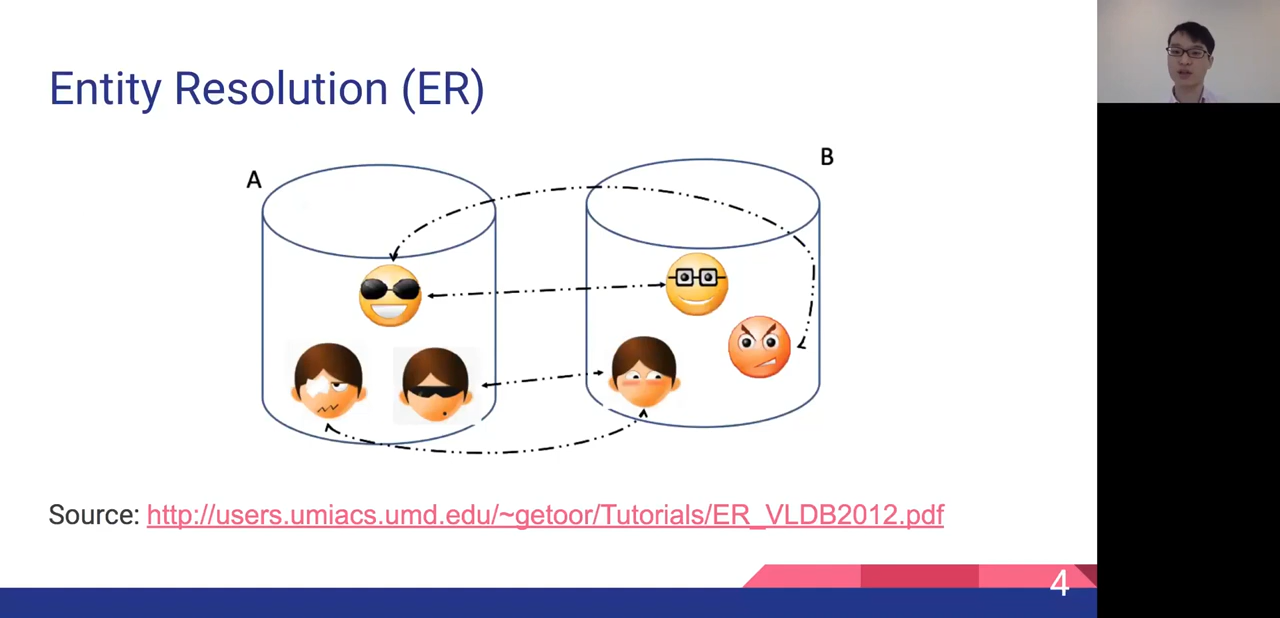 Entity Resolution (ER)
A
B
Source: http://users.umiacs.umd.edu/~getoor/Tutorials/ER_VLDB2012.pdf
4